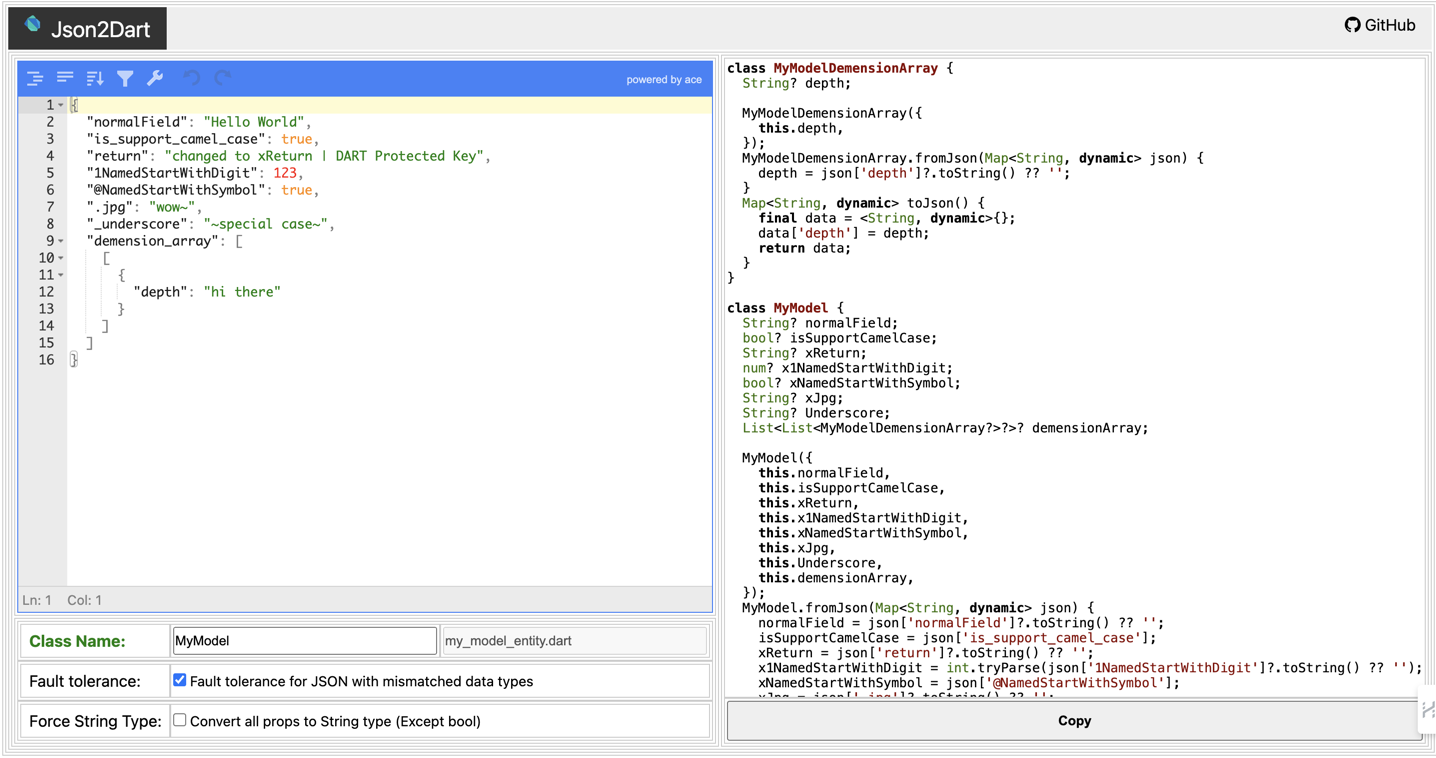 Json2Dart
GitHub
powered by ace
1 {
2 "normalField": "Hello World",
3 "is_support_camel_case": true,
4 "return": "changed to xReturn | DART Protected Key",
5 "1NamedStartWithDigit": 123,
6 "@NamedStartWithSymbol": true,
7 ".jpg": "wow~",
8 "_underscore": "~special case~",
9 "demension_array": [
10 [
11 {
12 "depth": "hi there"
13 }
14 ]
15 ]
16 }
Ln: 1 Col: 1
Class Name: MyModel my_model_entity.dart
Fault tolerance: Fault tolerance for JSON with mismatched data types
Force String Type: Convert all props to String type (Except bool)
class MyModelDemensionArray {
String? depth;
MyModelDemensionArray({
this.depth,
});
MyModelDemensionArray.fromJson(Map<String, dynamic> json) {
depth = json['depth']?.toString() ?? '';
}
Map<String, dynamic> toJson() {
final data = <String, dynamic>{};
data['depth'] = depth;
return data;
}
}
class MyModel {
String? normalField;
bool? isSupportCamelCase;
String? xReturn;
num? x1NamedStartWithDigit;
bool? xNamedStartWithSymbol;
String? xJpg;
String? Underscore;
List<List<MyModelDemensionArray?>?>? demensionArray;
MyModel({
this.normalField,
this.isSupportCamelCase,
this.xReturn,
this.x1NamedStartWithDigit,
this.xNamedStartWithSymbol,
this.xJpg,
this.Underscore,
this.demensionArray,
});
MyModel.fromJson(Map<String, dynamic> json) {
normalField = json['normalField']?.toString() ?? '';
isSupportCamelCase = json['is_support_camel_case'];
xReturn = json['return']?.toString() ?? '';
x1NamedStartWithDigit = int.tryParse(json['1NamedStartWithDigit']?.toString() ?? '');
xNamedStartWithSymbol = json['@NamedStartWithSymbol'];
xJpg = json['.jpg']?.toString() ?? '';
Copy